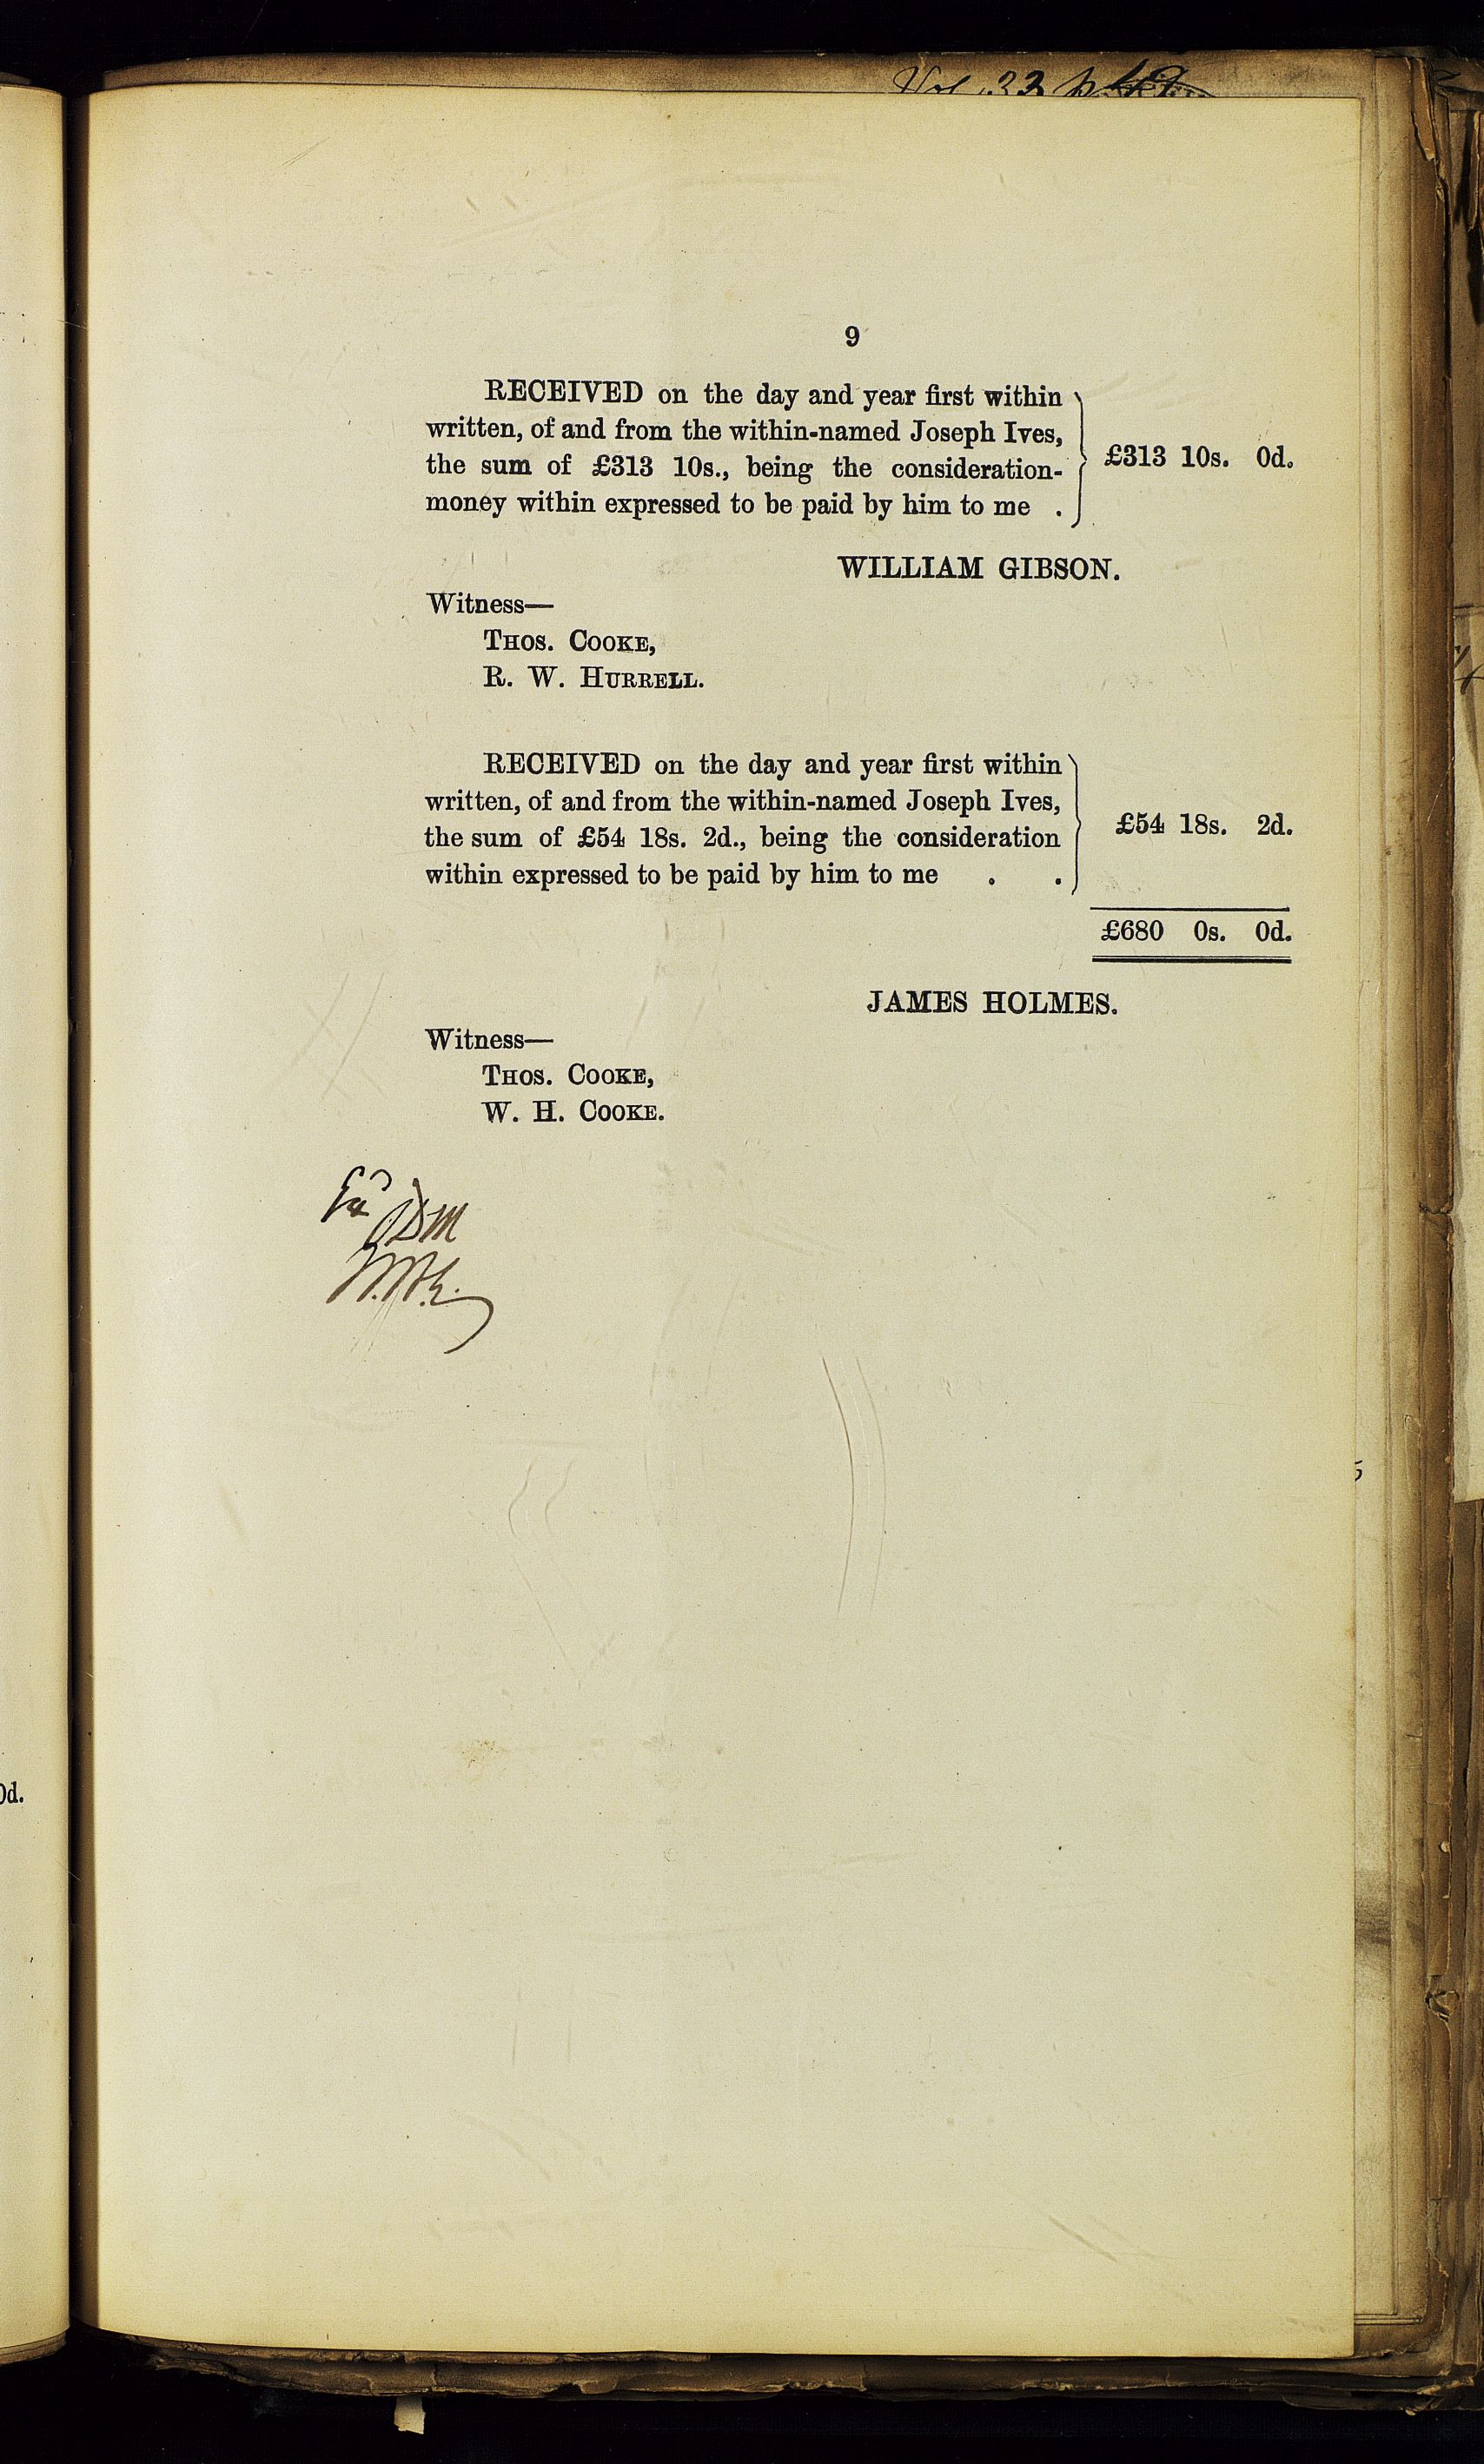 Vol. 33 p
9
RECEIVED on the day and year first within
written, of and from the within-named Joseph Ives,
the sum of £313 10s., being the consideration-
money within expressed to be paid by him to me .
£313 10s. 0d.
WILLIAM GIBSON.
Witness—
THOS. COOKE,
R. W. HURRELL.
RECEIVED on the day and year first within
written, of and from the within-named Joseph Ives,
the sum of £54 18s. 2d., being the consideration
within expressed to be paid by him to me . .
£54 18s. 2d.
£680 0s. 0d.
JAMES HOLMES.
Witness—
THOS. COOKE,
W. H. COOKE.
0d.